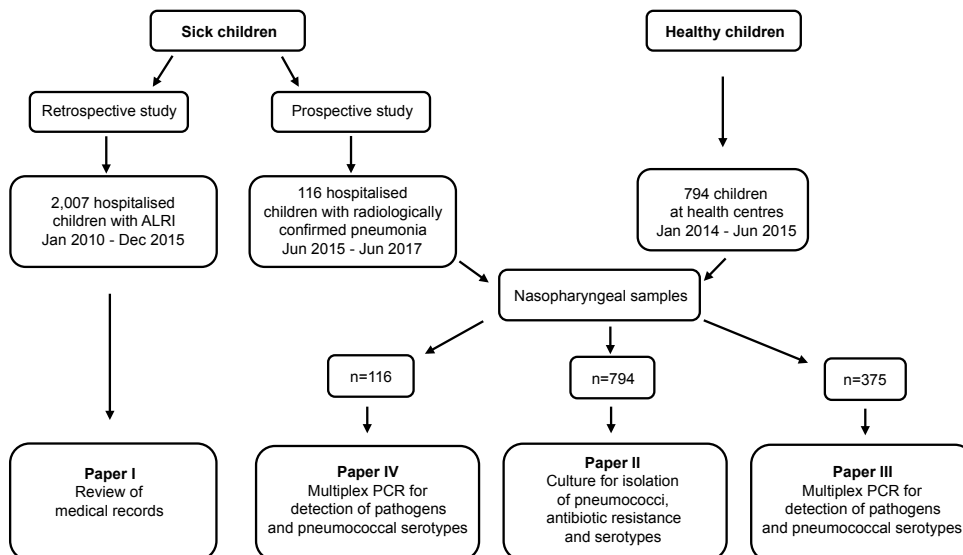 Sick children
Healthy children
Retrospective study
Prospective study
2,007 hospitalised
children with ALRI
Jan 2010 - Dec 2015
116 hospitalised
children with radiologically
confirmed pneumonia
Jun 2015 - Jun 2017
794 children
at health centres
Jan 2014 - Jun 2015
Nasopharyngeal samples
n=116
n=794
n=375
Paper I
Review of
medical records
Paper IV
Multiplex PCR for
detection of pathogens
and pneumococcal serotypes
Paper II
Culture for isolation
of pneumococci,
antibiotic resistance
and serotypes
Paper III
Multiplex PCR for
detection of pathogens
and pneumococcal serotypes